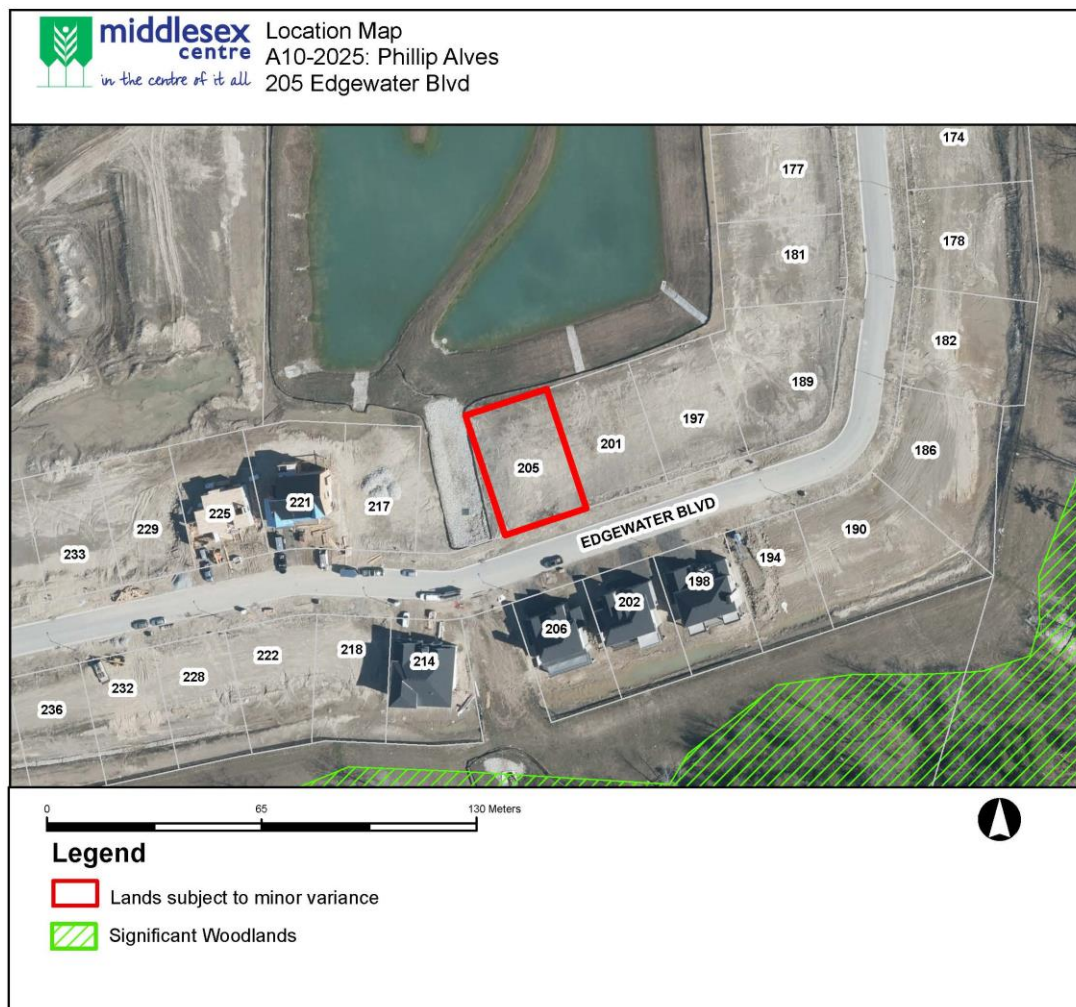 middlesex
centre
in the centre of it all
Location Map
A10-2025: Phillip Alves
205 Edgewater Blvd
174
177
178
181
182
189
197
201
186
205
190
194
EDGEWATER BLVD
217
221
225
229
233
198
202
206
214
218
222
228
232
236
0 65 130 Meters
Legend
Lands subject to minor variance
Significant Woodlands